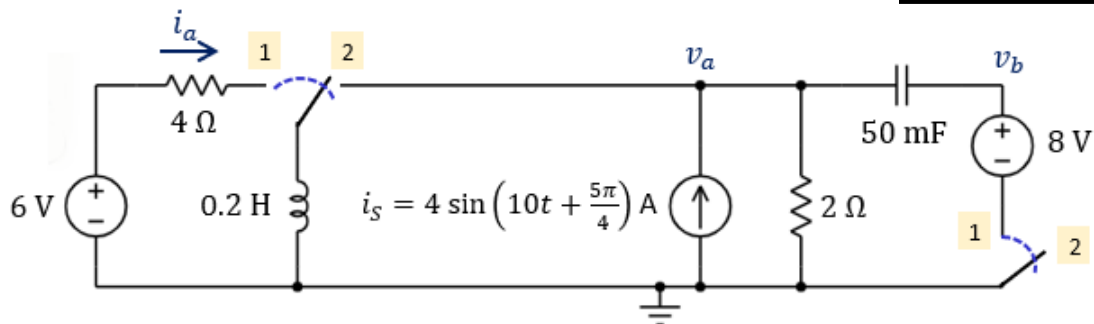 i_a
1
2
v_a
v_b
4 Ω
50 mF
8 V
6 V
0.2 H
i_S = 4 sin(10t + 5π/4) A
2 Ω
1
2